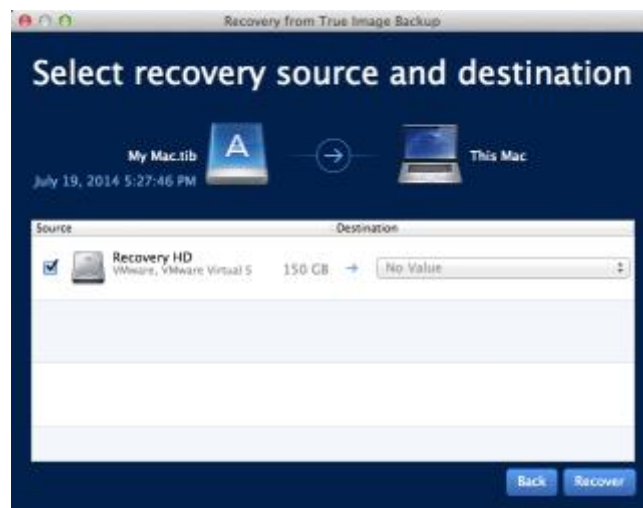 Recovery from True Image Backup
Select recovery source and destination
A
My Mac.tib
This Mac
July 19, 2014 5:27:46 PM
Source Destination
Recovery HD
VMware, VMware Virtual S 150 GB → No Value
Back Recover